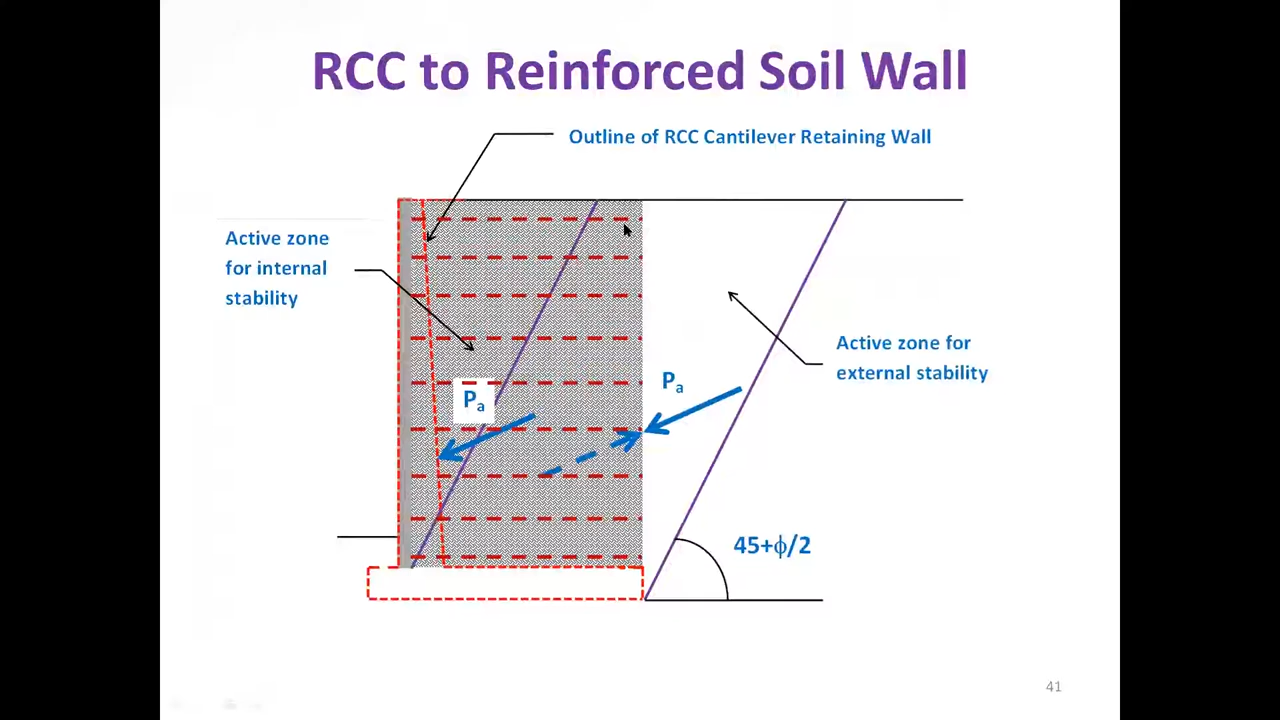 RCC to Reinforced Soil Wall
Outline of RCC Cantilever Retaining Wall
Active zone
for internal
stability
Active zone for
external stability
Pa
Pa
45+ϕ/2
41